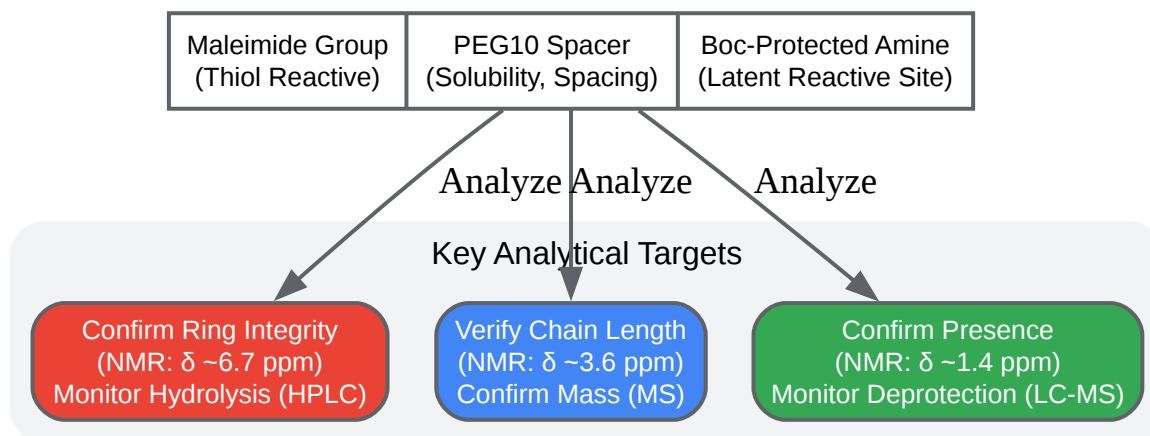 Maleimide Group
(Thiol Reactive)
PEG10 Spacer
(Solubility, Spacing)
Boc-Protected Amine
(Latent Reactive Site)
Analyze
Analyze
Analyze
Key Analytical Targets
Confirm Ring Integrity
(NMR: δ ~6.7 ppm)
Monitor Hydrolysis (HPLC)
Verify Chain Length
(NMR: δ ~3.6 ppm)
Confirm Mass (MS)
Confirm Presence
(NMR: δ ~1.4 ppm)
Monitor Deprotection (LC-MS)